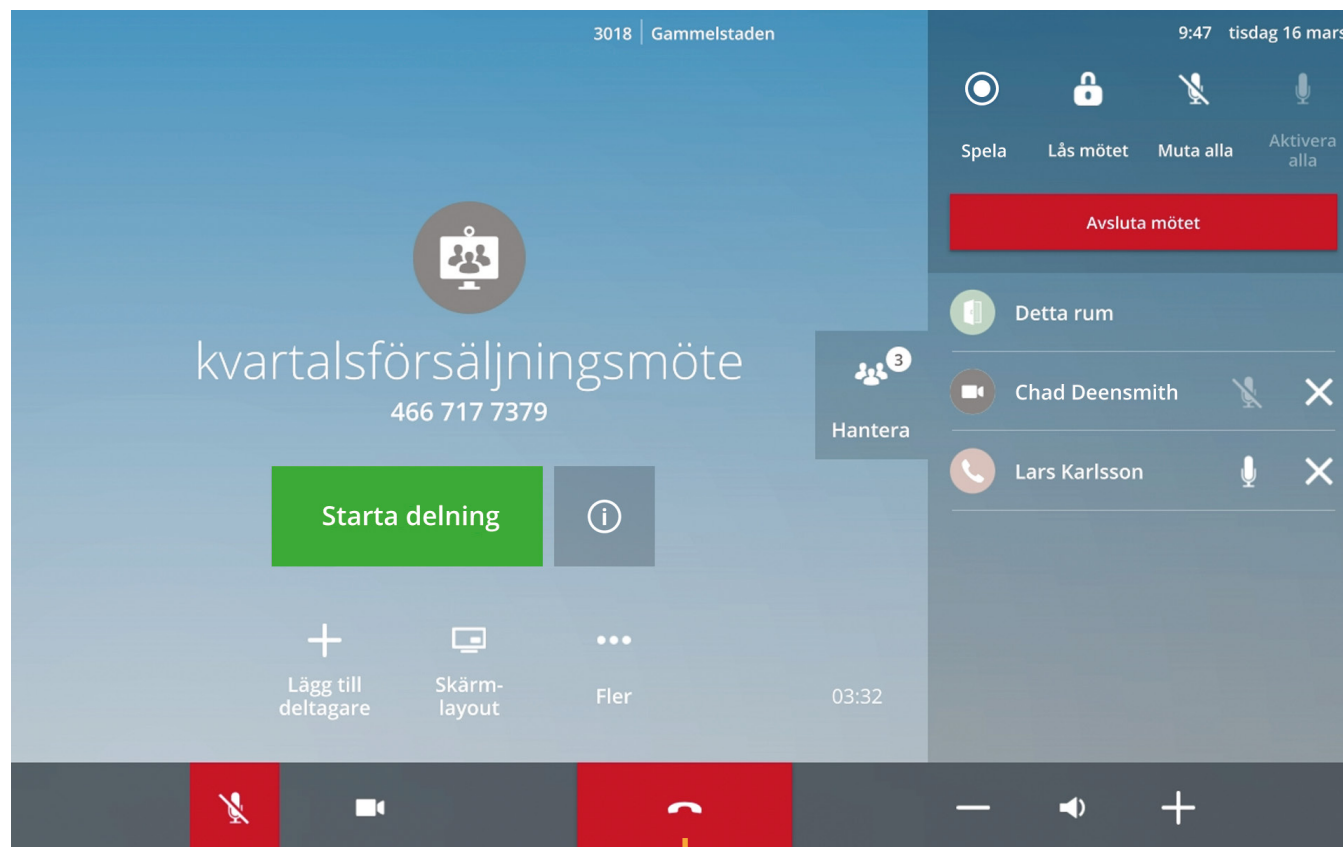 3018 | Gammelstaden
9:47 tisdag 16 mars
Spela
Lås mötet
Muta alla
Aktivera
alla
Avsluta mötet
kvartalsförsäljningsmöte
466 717 7379
Starta delning
Lägg till
deltagare
Skärm-
layout
Fler
03:32
3
Hantera
Detta rum
Chad Deensmith
Lars Karlsson